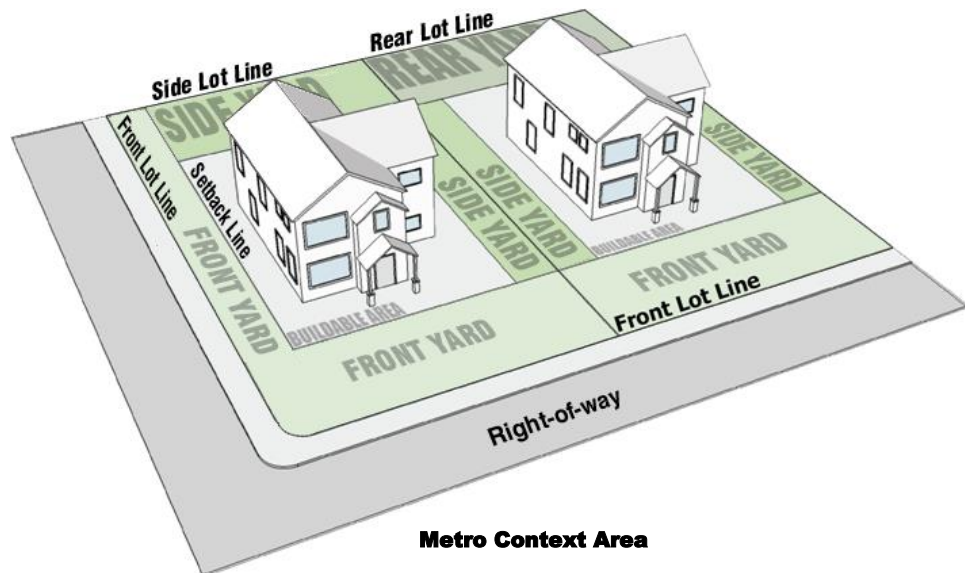 Rear Lot Line
Side Lot Line
REAR YARD
SIDE YARD
Front Lot Line
Setback Line
FRONT YARD
SIDE YARD
SIDE YARD
SIDE YARD
BUILDABLE AREA
BUILDABLE AREA
FRONT YARD
FRONT YARD
Front Lot Line
Right-of-way
Metro Context Area